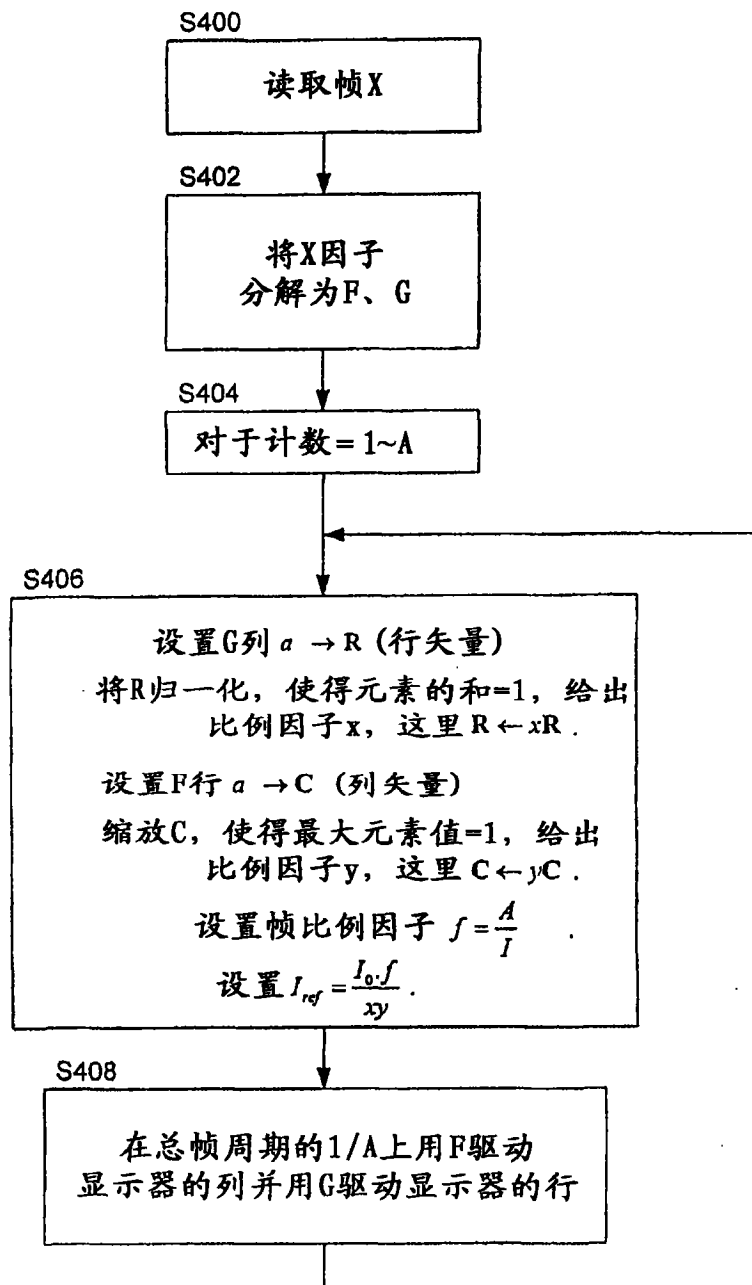 S400
读取帧X
S402
将X因子
分解为F、G
S404
对于计数=1~A
S406
设置G列 a → R (行矢量)
将R归一化，使得元素的和=1，给出
比例因子x，这里 R ← xR .
设置F行 a → C (列矢量)
缩放C，使得最大元素值=1，给出
比例因子y，这里 C ← yC .
设置帧比例因子 f = A/I .
设置 I_ref = I_0·f/xy .
S408
在总帧周期的1/A上用F驱动
显示器的列并用G驱动显示器的行